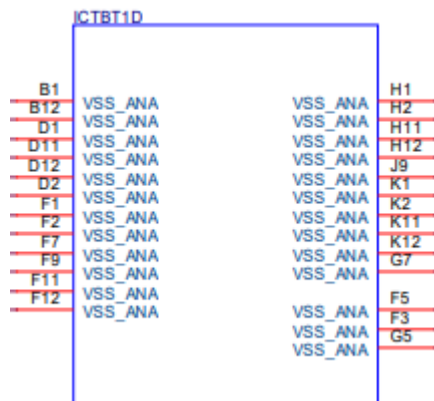 ICTBT1D
B1 VSS_ANA VSS_ANA H1
B12 VSS_ANA VSS_ANA H2
D1 VSS_ANA VSS_ANA H11
D11 VSS_ANA VSS_ANA H12
D12 VSS_ANA VSS_ANA J9
D2 VSS_ANA VSS_ANA K1
F1 VSS_ANA VSS_ANA K2
F2 VSS_ANA VSS_ANA K11
F7 VSS_ANA VSS_ANA K12
F9 VSS_ANA VSS_ANA G7
F11 VSS_ANA
F12 VSS_ANA VSS_ANA F5
VSS_ANA F3
VSS_ANA G5